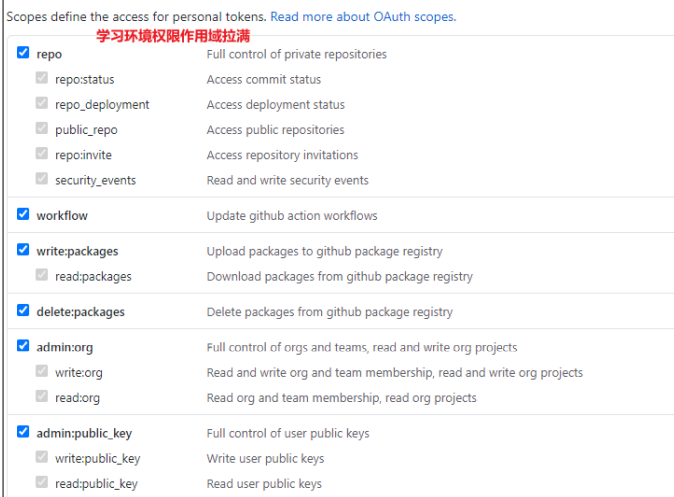 Scopes define the access for personal tokens. Read more about OAuth scopes.
学习环境权限作用域拉满
repo Full control of private repositories
repo:status Access commit status
repo_deployment Access deployment status
public_repo Access public repositories
repo:invite Access repository invitations
security_events Read and write security events
workflow Update github action workflows
write:packages Upload packages to github package registry
read:packages Download packages from github package registry
delete:packages Delete packages from github package registry
admin:org Full control of orgs and teams, read and write org projects
write:org Read and write org and team membership, read and write org projects
read:org Read org and team membership, read org projects
admin:public_key Full control of user public keys
write:public_key Write user public keys
read:public_key Read user public keys